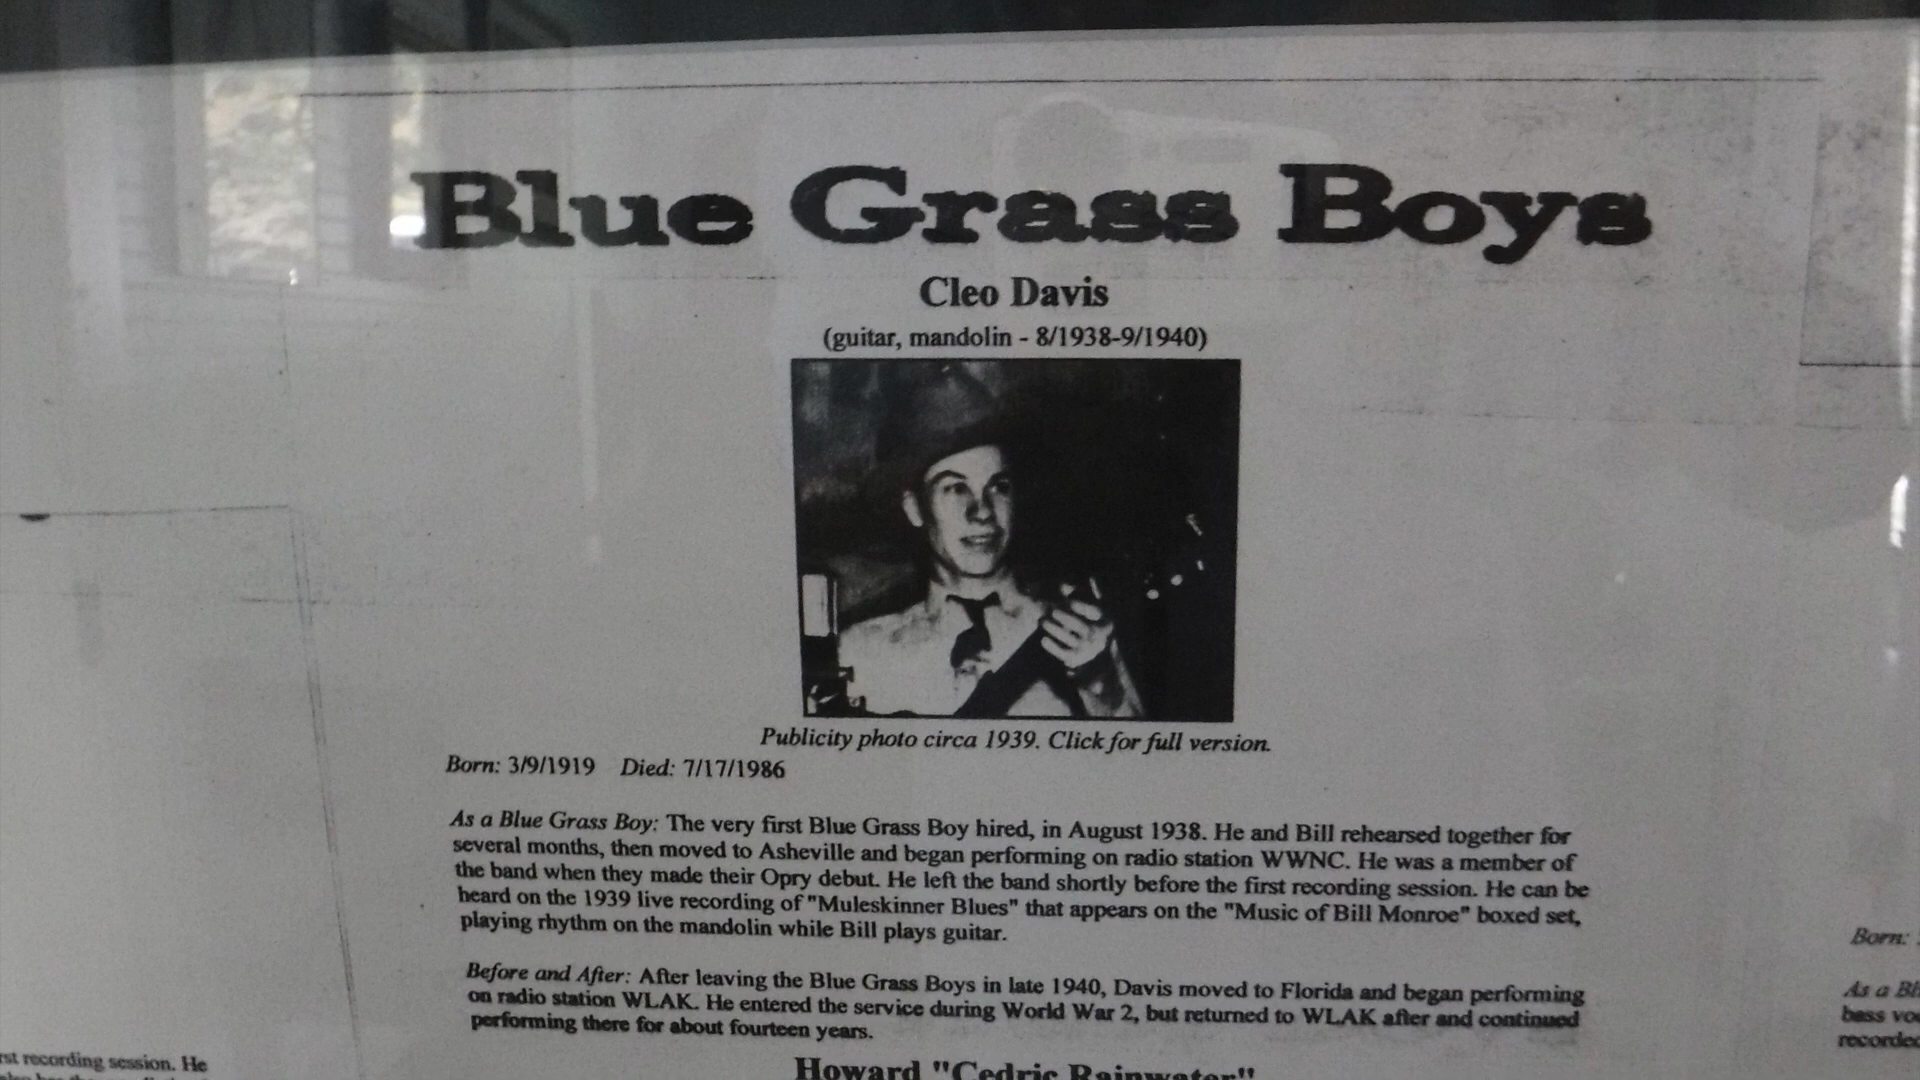 Blue Grass Boys
Cleo Davis
(guitar, mandolin - 8/1938-9/1940)
Publicity photo circa 1939. Click for full version.
Born: 3/9/1919 Died: 7/17/1986
As a Blue Grass Boy: The very first Blue Grass Boy hired, in August 1938. He and Bill rehearsed together for
several months, then moved to Asheville and began performing on radio station WWNC. He was a member of
the band when they made their Opry debut. He left the band shortly before the first recording session. He can be
heard on the 1939 live recording of "Muleskinner Blues" that appears on the "Music of Bill Monroe" boxed set,
playing rhythm on the mandolin while Bill plays guitar.
Before and After: After leaving the Blue Grass Boys in late 1940, Davis moved to Florida and began performing
on radio station WLAK. He entered the service during World War 2, but returned to WLAK after and continued
performing there for about fourteen years.
Howard "Cedric Rainwater"
recording session. He
Born:
As a
bass